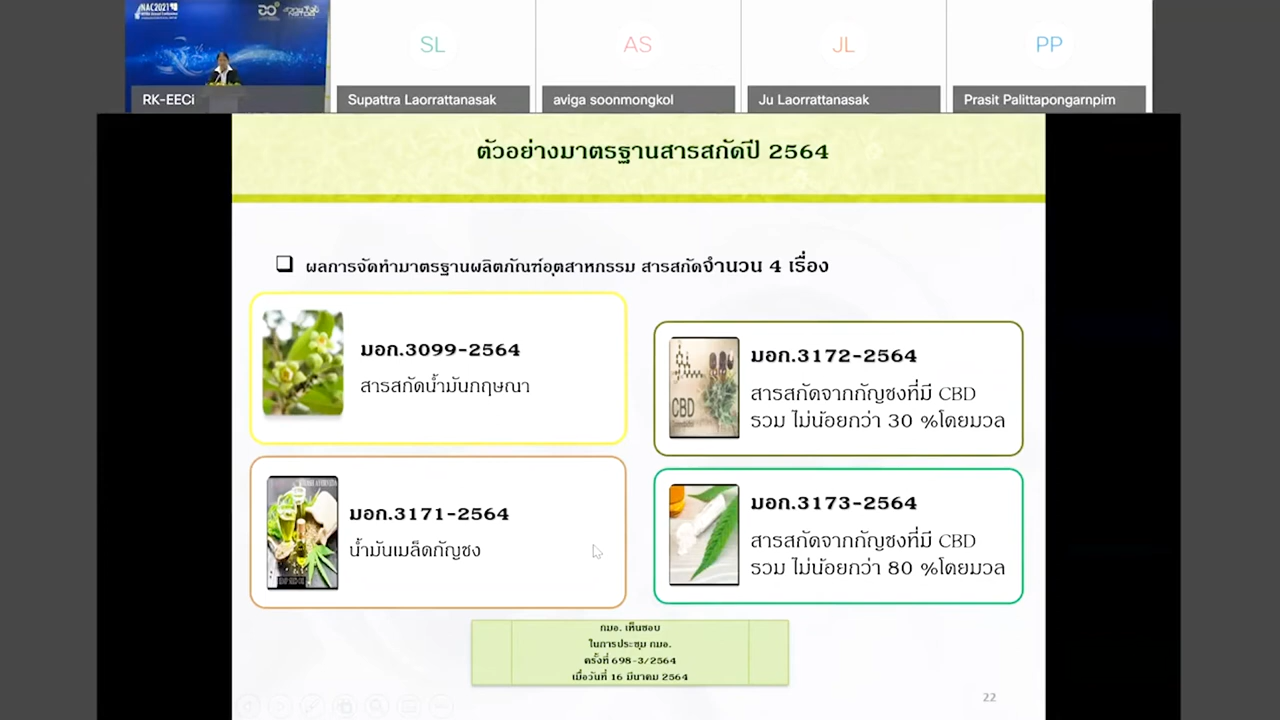 NAC2021
NSTDA
SL
AS
JL
PP
RK-EECi
Supattra Laorrattanasak
aviga soonmongkol
Ju Laorrattanasak
Prasit Palittapongarnpim
ตัวอย่างมาตรฐานสารสกัดปี 2564
ผลการจัดทำมาตรฐานผลิตภัณฑ์อุตสาหกรรม สารสกัดจำนวน 4 เรื่อง
มอก.3099-2564
สารสกัดน้ำมันกฤษณา
มอก.3172-2564
สารสกัดจากกัญชงที่มี CBD
รวม ไม่น้อยกว่า 30 %โดยมวล
CBD
มอก.3171-2564
น้ำมันเมล็ดกัญชง
มอก.3173-2564
สารสกัดจากกัญชงที่มี CBD
รวม ไม่น้อยกว่า 80 %โดยมวล
กมอ. เห็นชอบ
ในการประชุม กมอ.
ครั้งที่ 698-3/2564
เมื่อวันที่ 16 มีนาคม 2564
22